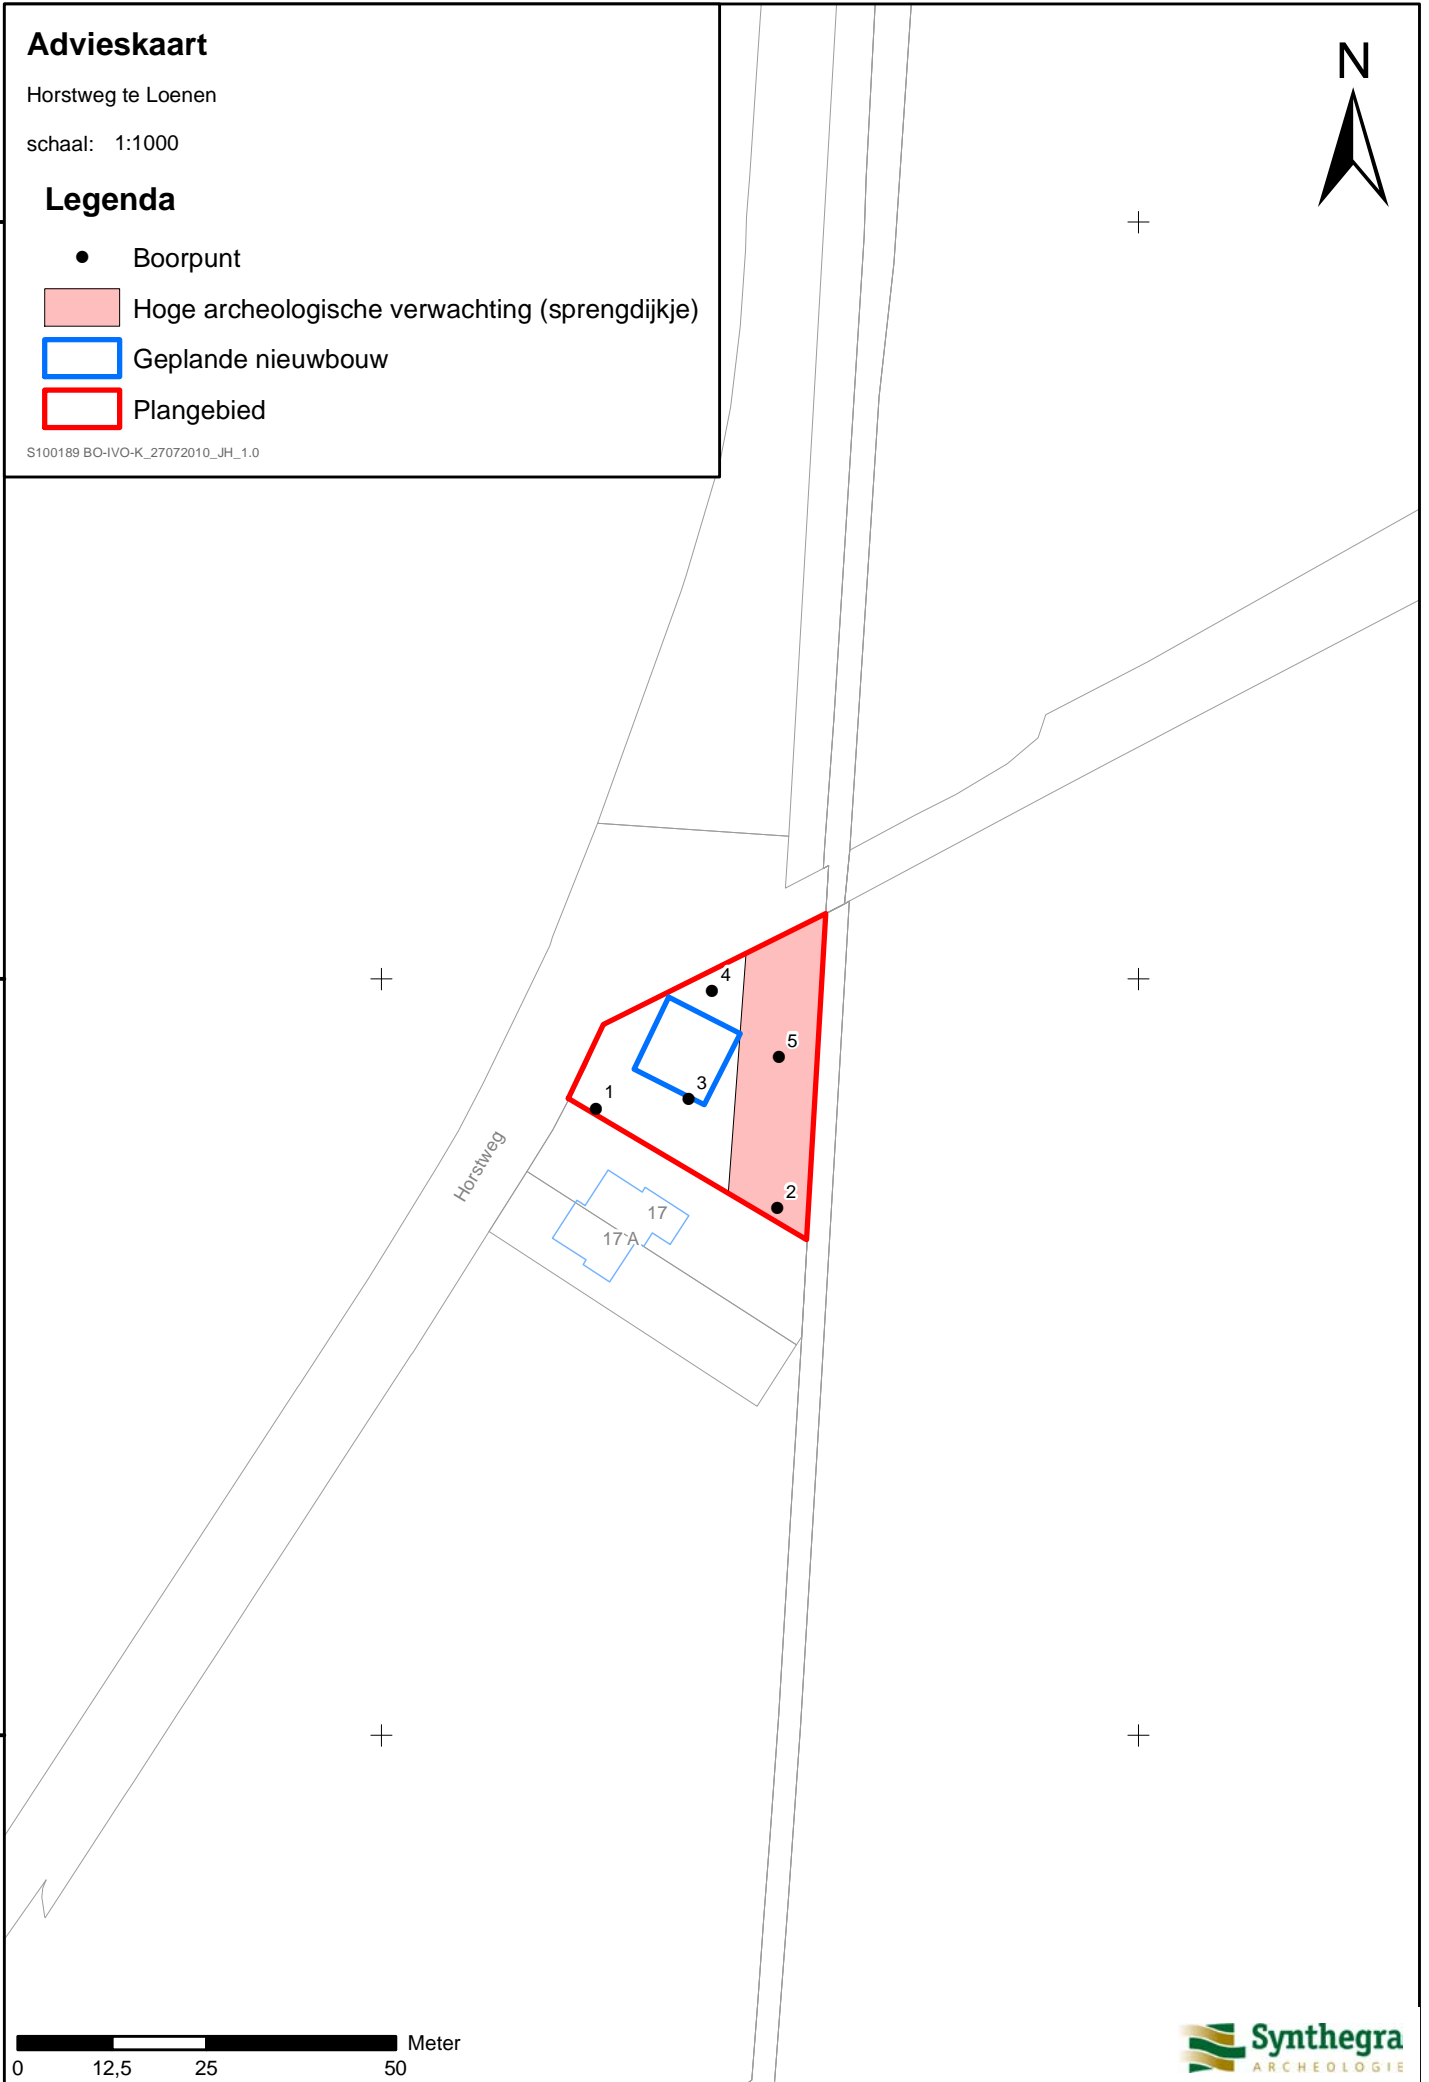 Advieskaart
Horstweg te Loenen
schaal: 1:1000
Legenda
Boorpunt
Hoge archeologische verwachting (sprengdijkje)
Geplande nieuwbouw
Plangebied
S100189 BO-IVO-K_27072010_JH_1.0
N
4
5
3
1
2
Horstweg
17
17 A
Meter
0 12,5 25 50
Synthegra
ARCHEOLOGIE